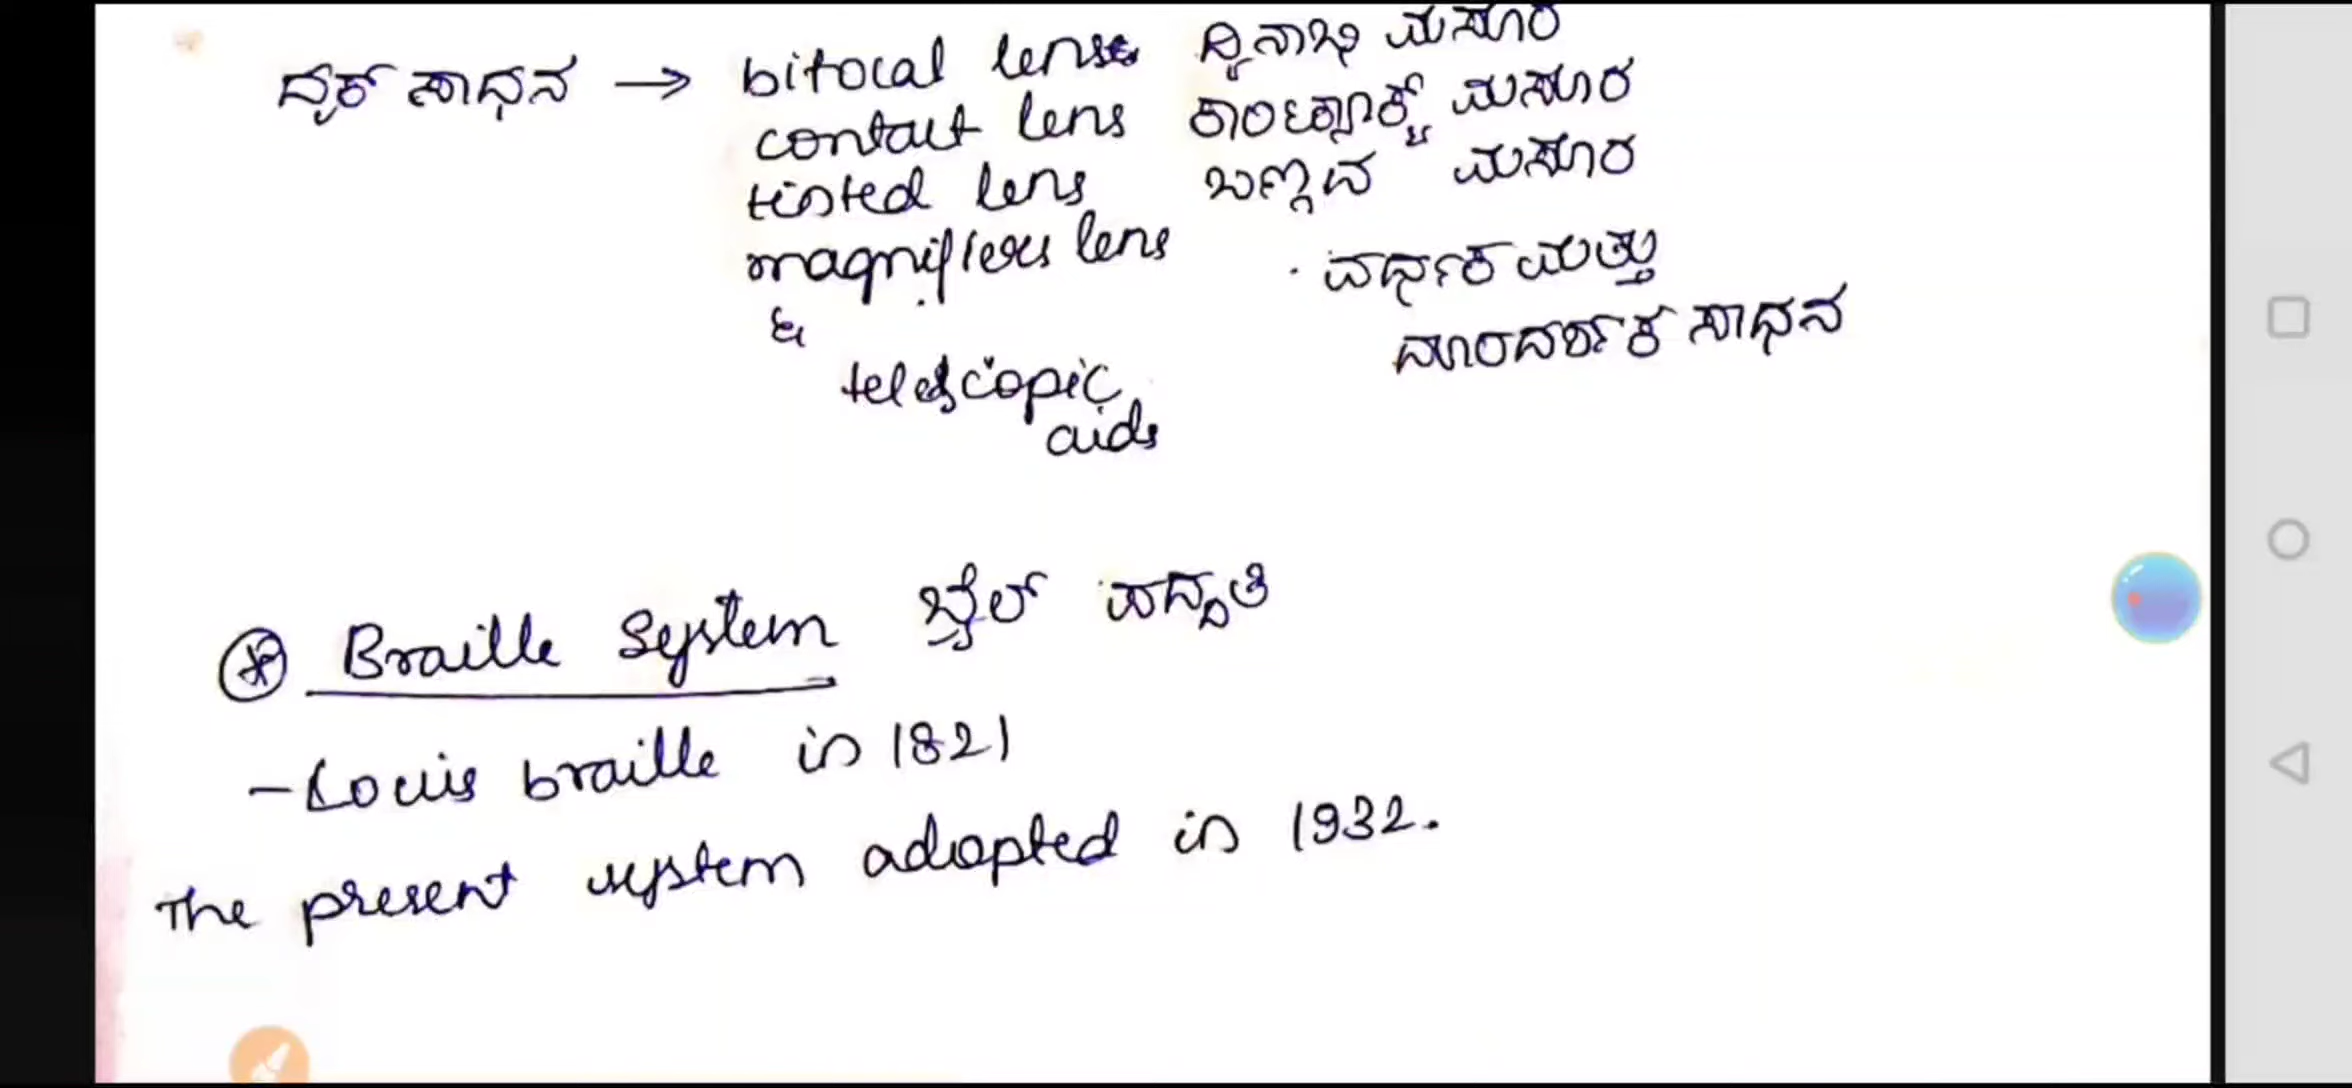 ದೃಕ್ ಸಾಧನ → bifocal lens ದ್ವಿನಾಭಿ ಮಸೂರ
contact lens ಕಾಂಟ್ಯಾಕ್ಟ್ ಮಸೂರ
tinted lens ಬಣ್ಣದ ಮಸೂರ
magnifiers lens ವರ್ಧಕ ಮತ್ತು
& ದೂರದರ್ಶಕ ಸಾಧನ
telescopic
aids
* Braille System ಬ್ರೈಲ್ ಪದ್ಧತಿ
- Louis braille in 1821
The present system adopted in 1932.